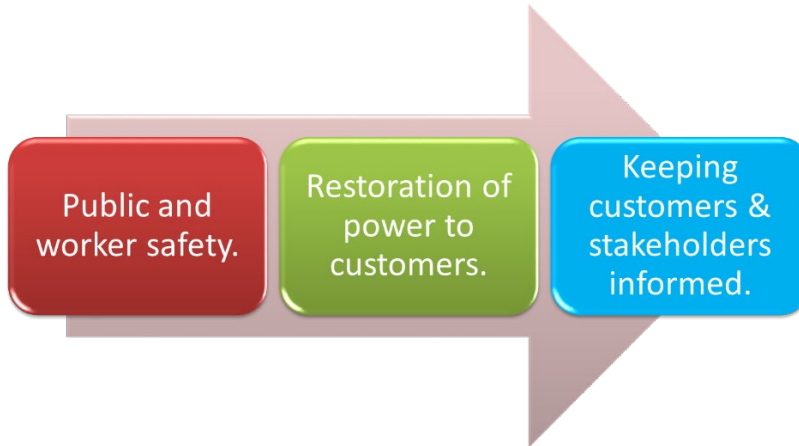 Public and
worker safety.
Restoration of
power to
customers.
Keeping
customers &
stakeholders
informed.